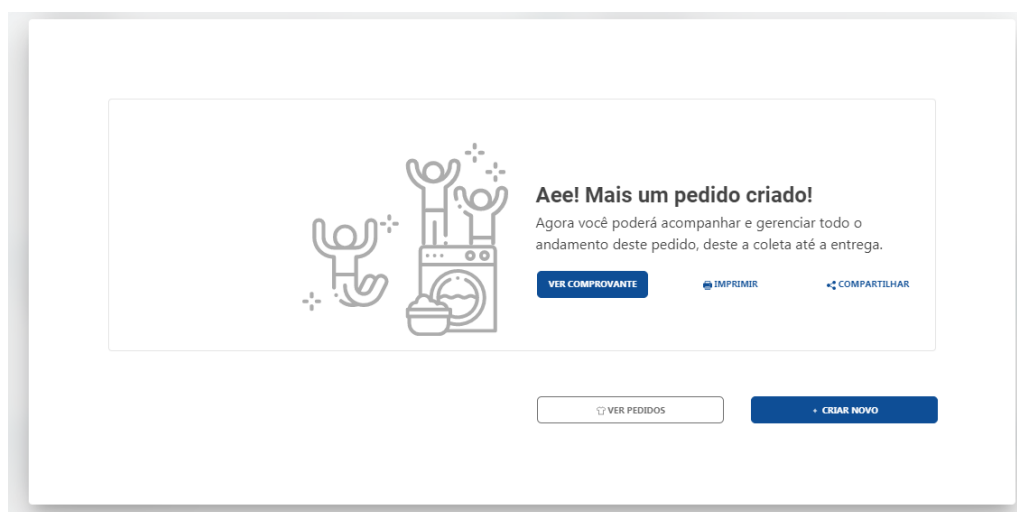 Aee! Mais um pedido criado!
Agora você poderá acompanhar e gerenciar todo o
andamento deste pedido, deste a coleta até a entrega.
VER COMPROVANTE
IMPRIMIR
COMPARTILHAR
VER PEDIDOS
+ CRIAR NOVO